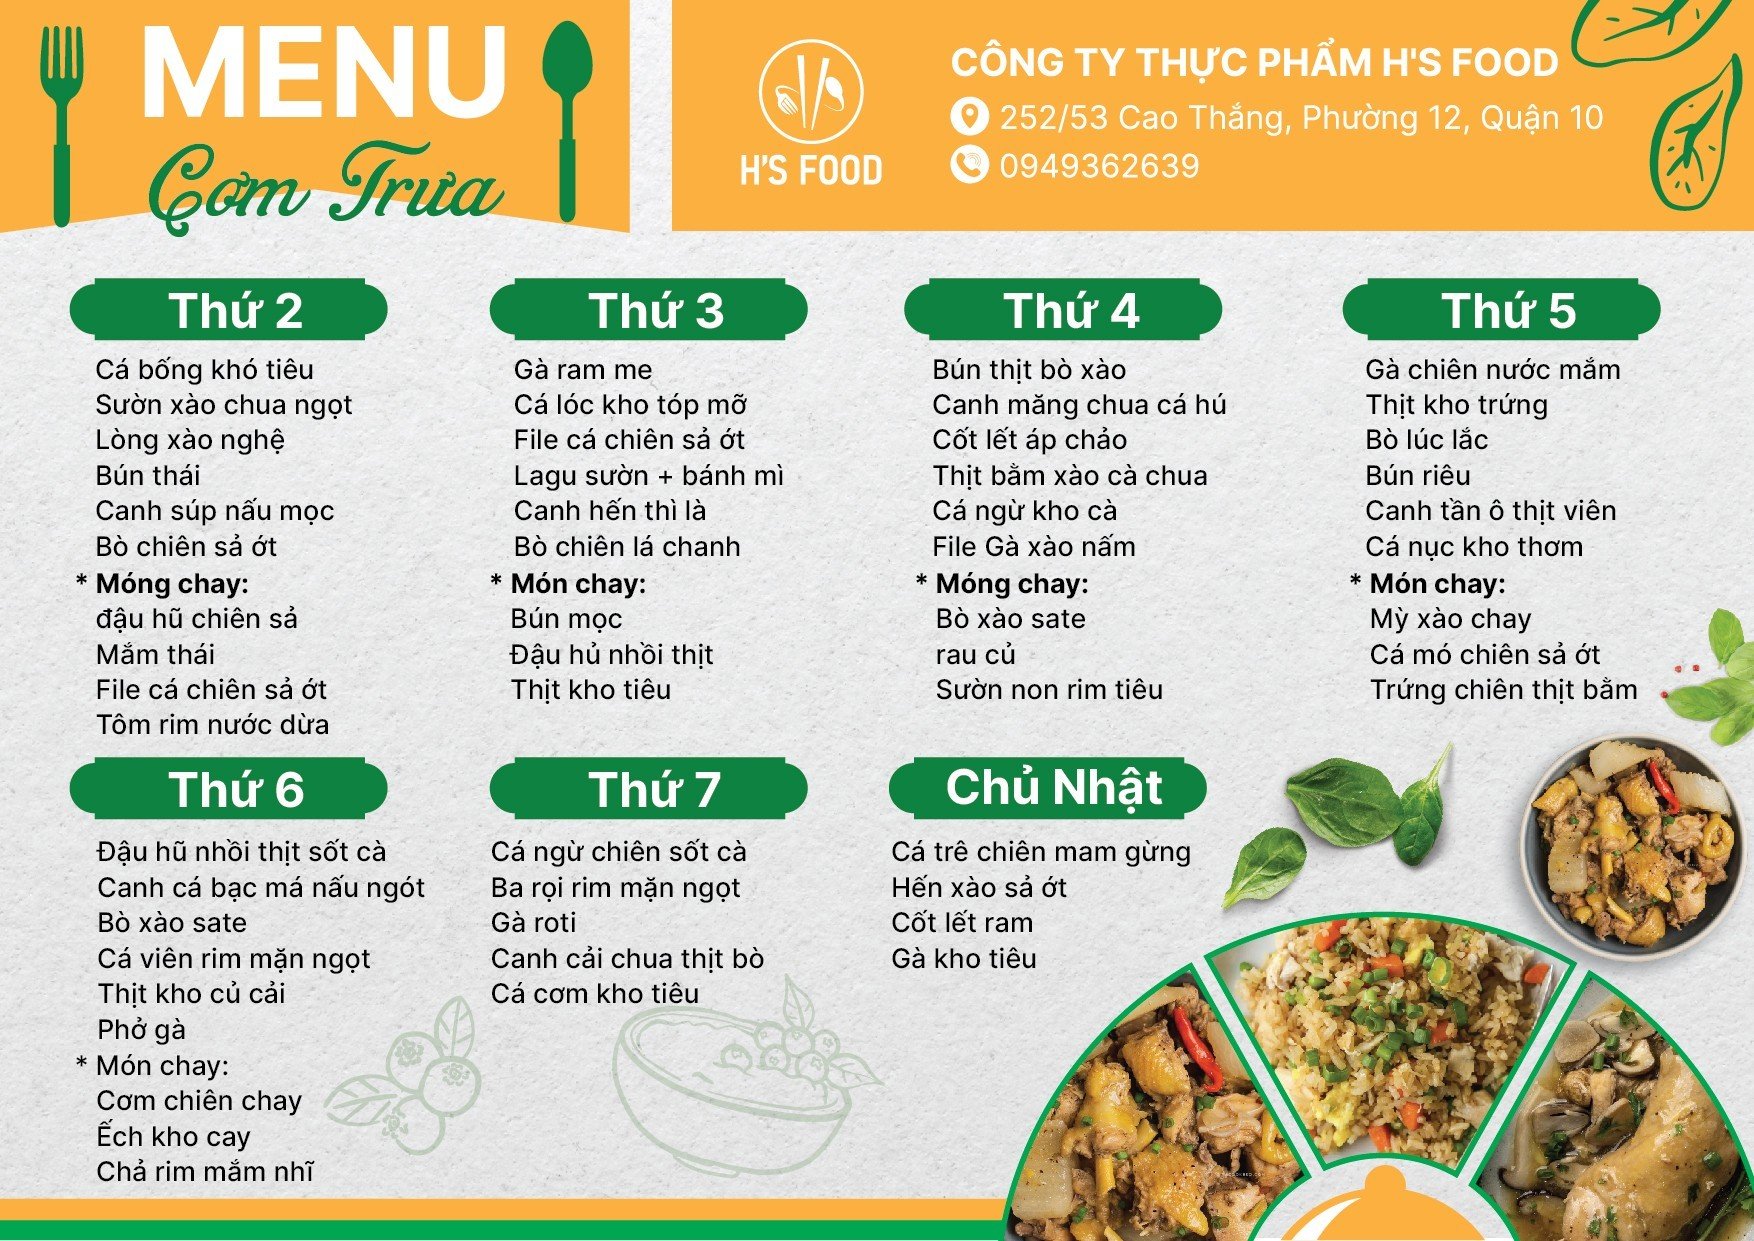 MENU
Cơm Trưa
H'S FOOD
CÔNG TY THỰC PHẨM H'S FOOD
252/53 Cao Thắng, Phường 12, Quận 10
0949362639
Thứ 2
Cá bống khó tiêu
Sườn xào chua ngọt
Lòng xào nghệ
Bún thái
Canh súp nấu mọc
Bò chiên sả ớt
* Móng chay:
đậu hũ chiên sả
Mắm thái
File cá chiên sả ớt
Tôm rim nước dừa
Thứ 3
Gà ram me
Cá lóc kho tóp mỡ
File cá chiên sả ớt
Lagu sườn + bánh mì
Canh hến thì là
Bò chiên lá chanh
* Món chay:
Bún mọc
Đậu hủ nhồi thịt
Thịt kho tiêu
Thứ 4
Bún thịt bò xào
Canh măng chua cá hú
Cốt lết áp chảo
Thịt bằm xào cà chua
Cá ngừ kho cà
File Gà xào nấm
* Móng chay:
Bò xào sate
rau củ
Sườn non rim tiêu
Thứ 5
Gà chiên nước mắm
Thịt kho trứng
Bò lúc lắc
Bún riêu
Canh tần ô thịt viên
Cá nục kho thơm
* Món chay:
Mỳ xào chay
Cá mó chiên sả ớt
Trứng chiên thịt bằm
Thứ 6
Đậu hũ nhồi thịt sốt cà
Canh cá bạc má nấu ngót
Bò xào sate
Cá viên rim mặn ngọt
Thịt kho củ cải
Phở gà
* Món chay:
Cơm chiên chay
Ếch kho cay
Chả rim mắm nhĩ
Thứ 7
Cá ngừ chiên sốt cà
Ba rọi rim mặn ngọt
Gà roti
Canh cải chua thịt bò
Cá cơm kho tiêu
Chủ Nhật
Cá trê chiên mam gừng
Hến xào sả ớt
Cốt lết ram
Gà kho tiêu